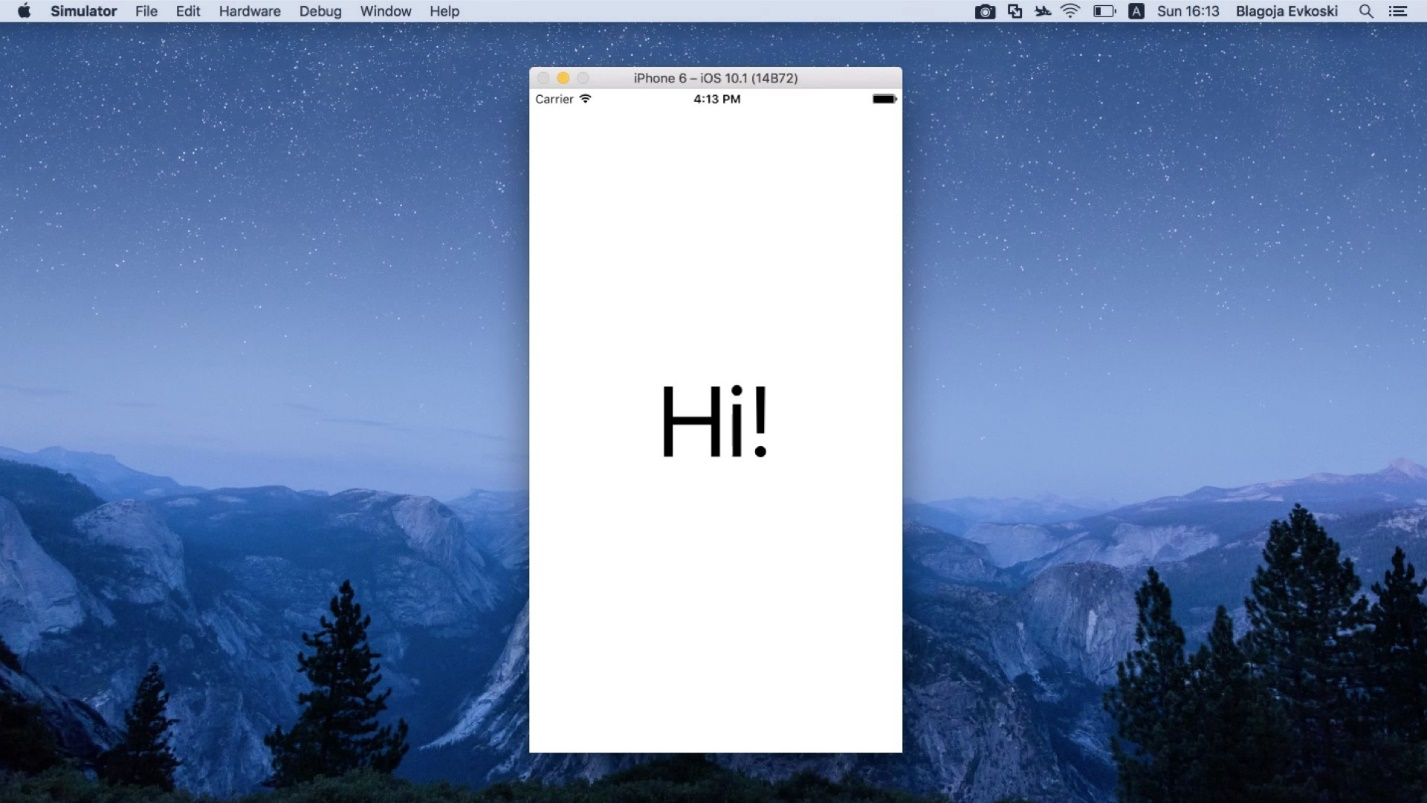 Simulator File Edit Hardware Debug Window Help A Sun 16:13 Blagoja Evkoski
iPhone 6 – iOS 10.1 (14B72)
Carrier 4:13 PM
Hi!